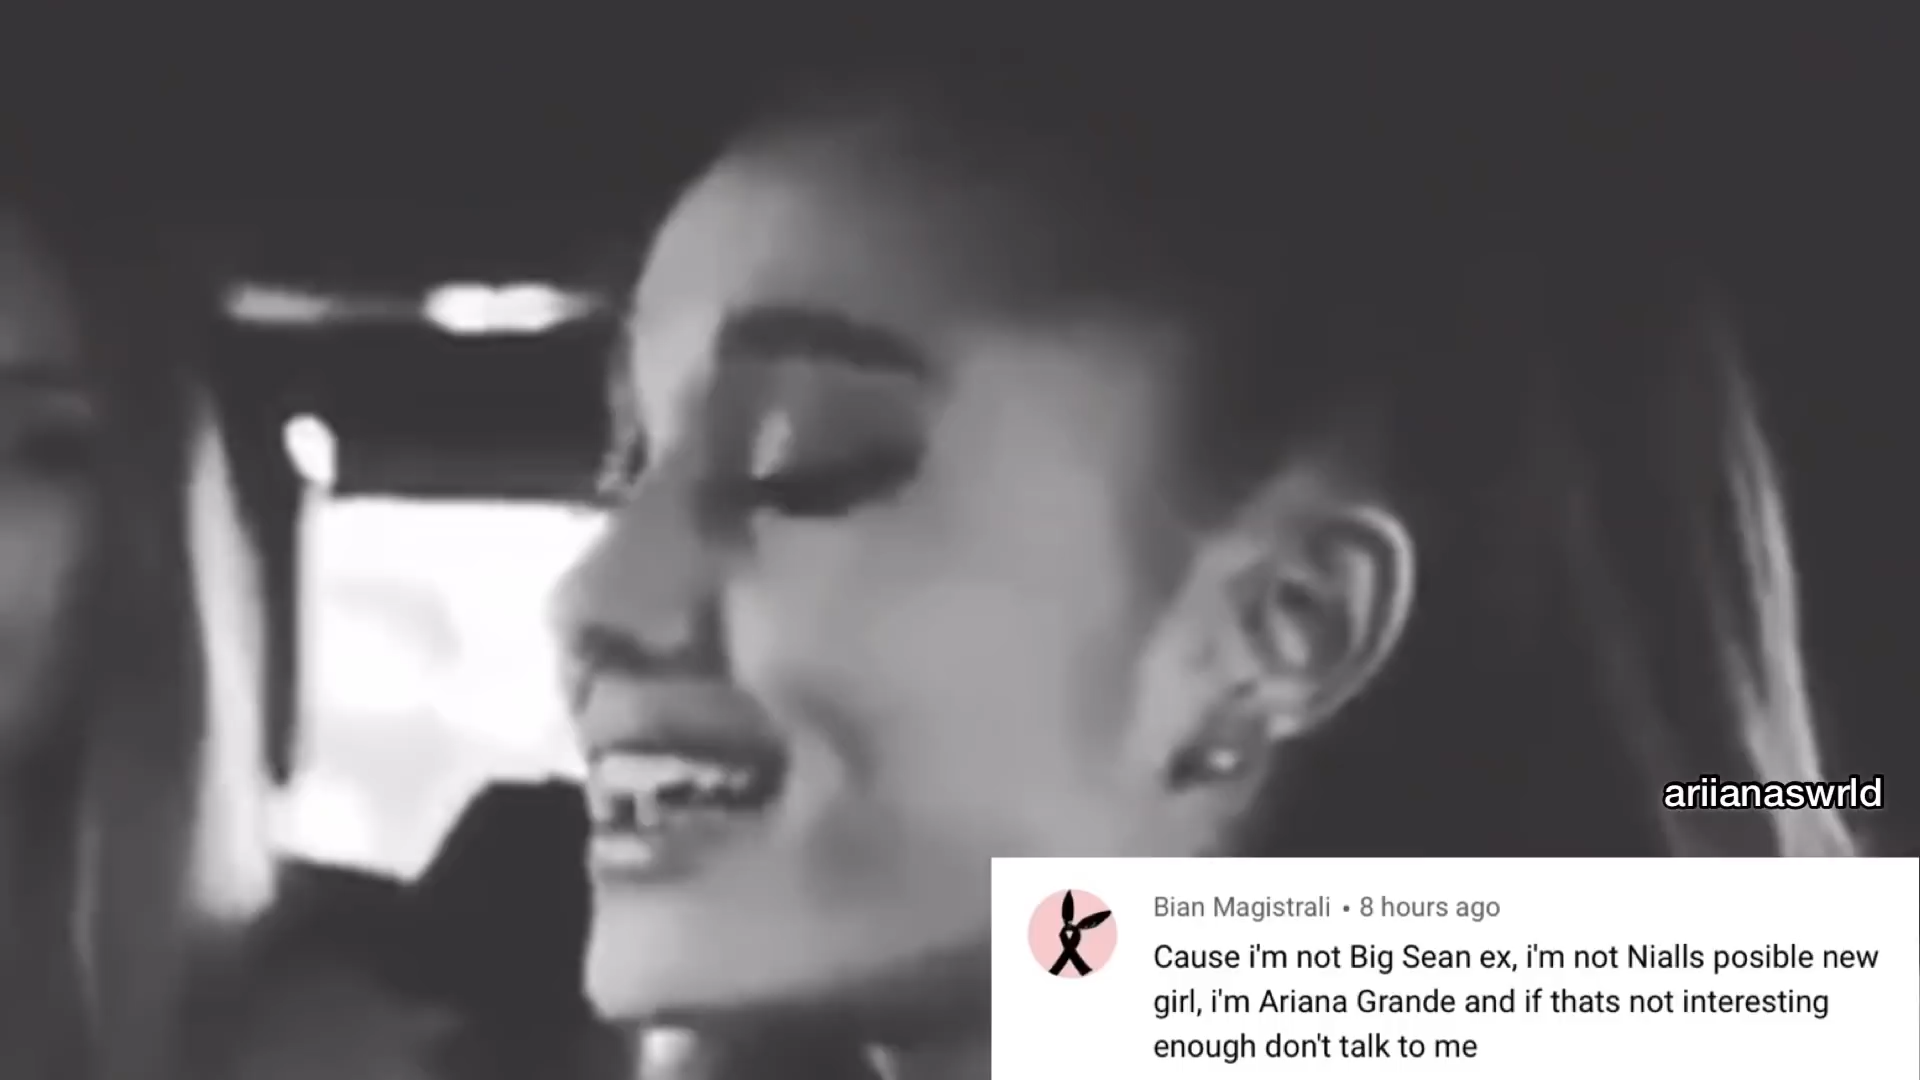 ariianaswrld
Bian Magistrali • 8 hours ago
Cause i'm not Big Sean ex, i'm not Nialls posible new
girl, i'm Ariana Grande and if thats not interesting
enough don't talk to me